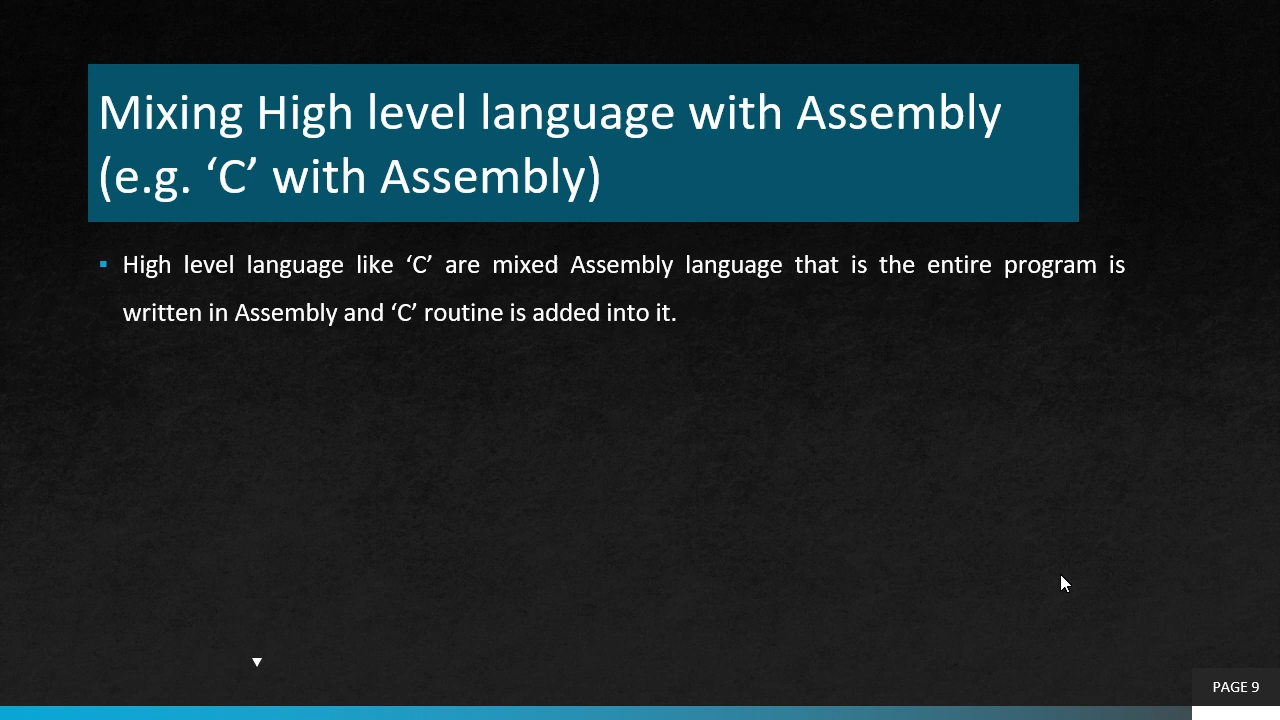 Mixing High level language with Assembly
(e.g. ‘C’ with Assembly)
High level language like ‘C’ are mixed Assembly language that is the entire program is
written in Assembly and ‘C’ routine is added into it.
PAGE 9